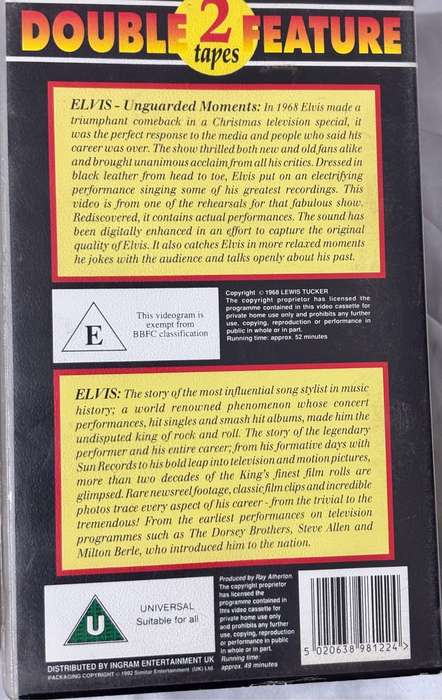 DOUBLE 2 FEATURE
tapes
ELVIS - Unguarded Moments: In 1968 Elvis made a
triumphant comeback in a Christmas television special, it
was the perfect response to the media and people who said his
career was over. The show thrilled both new and old fans alike
and brought unanimous acclaim from all his critics. Dressed in
black leather from head to toe, Elvis put on an electrifying
performance singing some of his greatest recordings. This
video is from one of the rehearsals for that fabulous show.
Rediscovered, it contains actual performances. The sound has
been digitally enhanced in an effort to capture the original
quality of Elvis. It also catches Elvis in more relaxed moments
he jokes with the audience and talks openly about his past.
E
This videogram is
exempt from
BBFC classification
Copyright © 1968 LEWIS TUCKER
The copyright proprietor has licensed the
programme contained in this video cassette for
private home use only and prohibits any further
use, copying, reproduction or performance in
public in whole or in part.
Running time: approx. 52 minutes
ELVIS: The story of the most influential song stylist in music
history; a world renowned phenomenon whose concert
performances, hit singles and smash hit albums, made him the
undisputed king of rock and roll. The story of the legendary
performer and his entire career; from his formative days with
Sun Records to his bold leap into television and motion pictures,
more than two decades of the King's finest film rolls are
glimpsed. Rare newsreel footage, classic film clips and incredible
photos trace every aspect of his career - from the trivial to the
tremendous! From the earliest performances on television
programmes such as The Dorsey Brothers, Steve Allen and
Milton Berle, who introduced him to the nation.
U
UNIVERSAL
Suitable for all
Produced by Ray Atherton
The copyright proprietor
has licensed the
programme contained in
this video cassette for
private home use only
and prohibits any further
use, copying, reproduction
or performance in public
in whole or in part.
Running time:
approx. 49 minutes
5 020638 981224 >
DISTRIBUTED BY INGRAM ENTERTAINMENT UK
PACKAGING COPYRIGHT © 1992 Similar Entertainment (UK) Ltd.